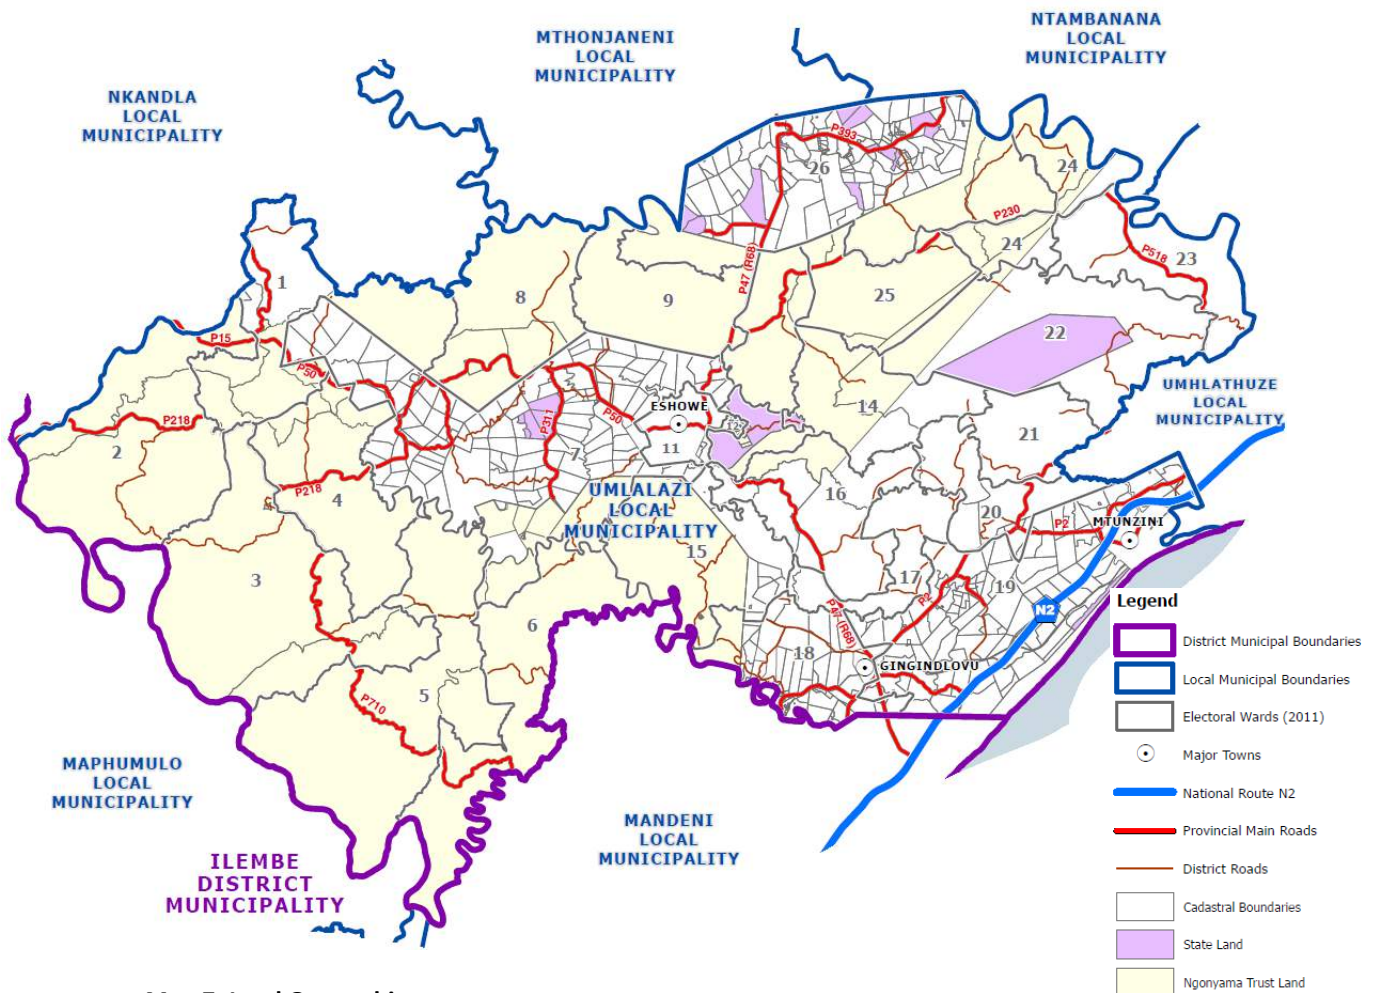 NTAMBANANA
LOCAL
MUNICIPALITY
MTHONJANENI
LOCAL
MUNICIPALITY
NKANDLA
LOCAL
MUNICIPALITY
P393
26
24
P230
24
P518
23
P47 (R68)
1
8
9
25
22
P15
P50
UMHLATHUZE
LOCAL
MUNICIPALITY
ESHOWE
14
P218
P311
P50
12
2
7
11
21
P218
4
UMLALAZI
LOCAL
MUNICIPALITY
16
20
P2
MTUNZINI
15
3
17
19
P2
N2
P47 (R68)
6
18
GINGINDLOVU
5
P710
MAPHUMULO
LOCAL
MUNICIPALITY
MANDENI
LOCAL
MUNICIPALITY
ILEMBE
DISTRICT
MUNICIPALITY
Legend
District Municipal Boundaries
Local Municipal Boundaries
Electoral Wards (2011)
Major Towns
National Route N2
Provincial Main Roads
District Roads
Cadastral Boundaries
State Land
Ngonyama Trust Land